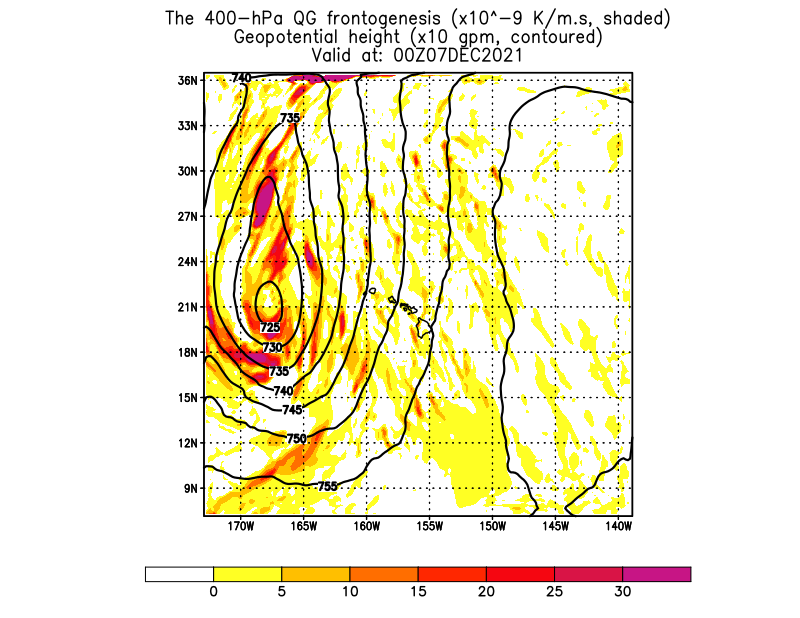 The 400-hPa QG frontogenesis (x10^-9 K/m.s, shaded)
Geopotential height (x10 gpm, contoured)
Valid at: 00Z07DEC2021
36N
33N
30N
27N
24N
21N
18N
15N
12N
9N
740
735
725
730
735
740
745
750
755
170W 165W 160W 155W 150W 145W 140W
0 5 10 15 20 25 30